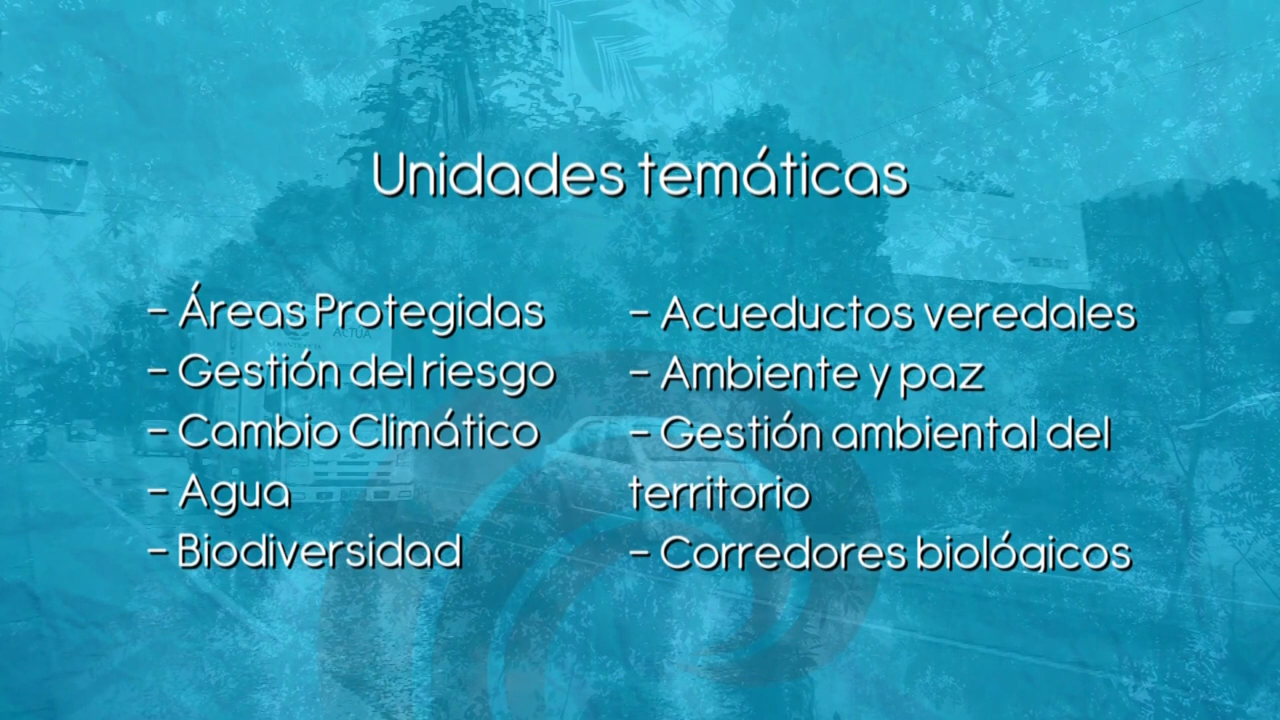 Unidades temáticas
- Áreas Protegidas
- Gestión del riesgo
- Cambio Climático
- Agua
- Biodiversidad
- Acueductos veredales
- Ambiente y paz
- Gestión ambiental del
territorio
- Corredores biológicos
ACTÚA